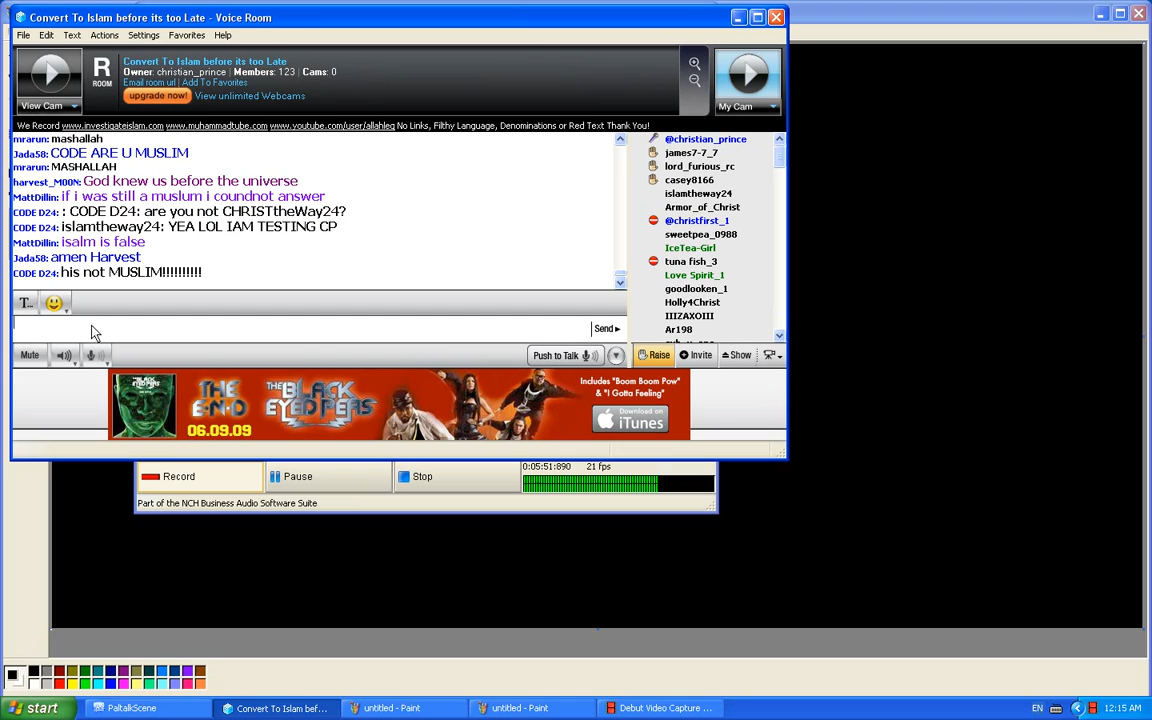 Convert To Islam before its too Late - Voice Room
File Edit Text Actions Settings Favorites Help
Convert To Islam before its too Late
R
ROOM
Owner: christian_prince | Members: 123 | Cams: 0
Email room url | Add To Favorites
upgrade now! View unlimited Webcams
View Cam
My Cam
We Record www.investigateislam.com www.muhammadtube.com www.youtube.com/user/allahleq No Links, Filthy Language, Denominations or Red Text Thank You!
mrarun: mashallah
Jada58: CODE ARE U MUSLIM
mrarun: MASHALLAH
harvest_M00N: God knew us before the universe
MattDillin: if i was still a muslum i coundnot answer
CODE D24: : CODE D24: are you not CHRISTtheWay24?
CODE D24: islamtheway24: YEA LOL IAM TESTING CP
MattDillin: isalm is false
Jada58: amen Harvest
CODE D24: his not MUSLIM!!!!!!!!!!
@christian_prince
james7-7_7
lord_furious_rc
casey8166
islamtheway24
Armor_of_Christ
@christfirst_1
sweetpea_0988
IceTea-Girl
tuna fish_3
Love Spirit_1
goodlooken_1
Holly4Christ
IIIZAXOIII
Ar198
T...
Send
Mute
Push to Talk
Raise Invite Show
THE E·N·D
06.09.09
THE BLACK EYED PEAS
Includes "Boom Boom Pow"
& "I Gotta Feeling"
Download on
iTunes
Record Pause Stop
0:05:51:890 21 fps
Part of the NCH Business Audio Software Suite
start PaltalkScene Convert To Islam bef... untitled - Paint untitled - Paint Debut Video Capture ... EN 12:15 AM